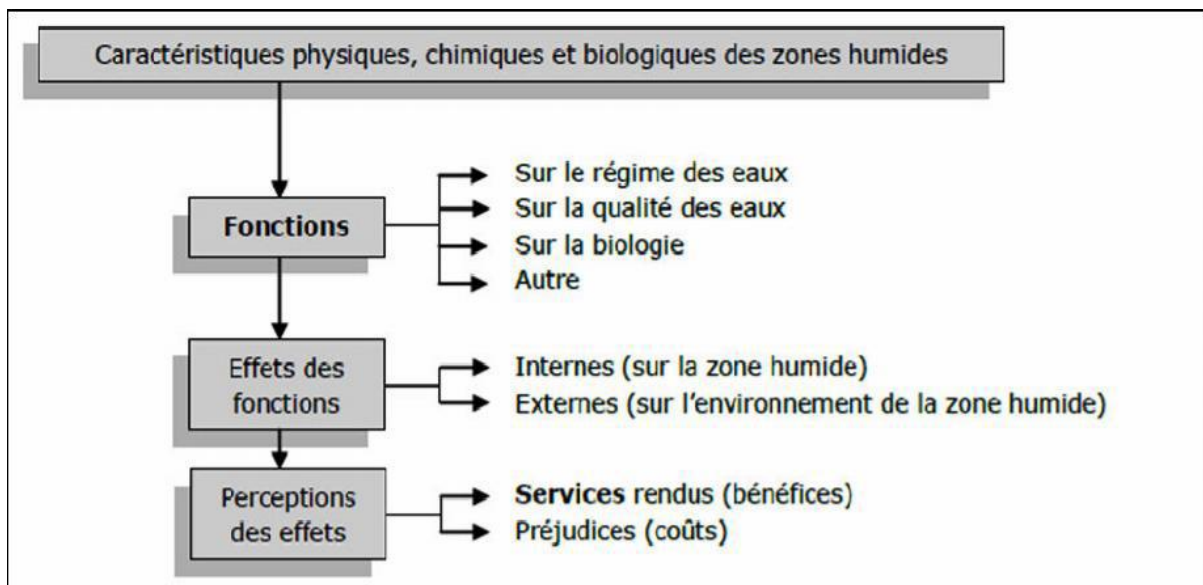 Caractéristiques physiques, chimiques et biologiques des zones humides
Fonctions
Sur le régime des eaux
Sur la qualité des eaux
Sur la biologie
Autre
Effets des
fonctions
Internes (sur la zone humide)
Externes (sur l'environnement de la zone humide)
Perceptions
des effets
Services rendus (bénéfices)
Préjudices (coûts)